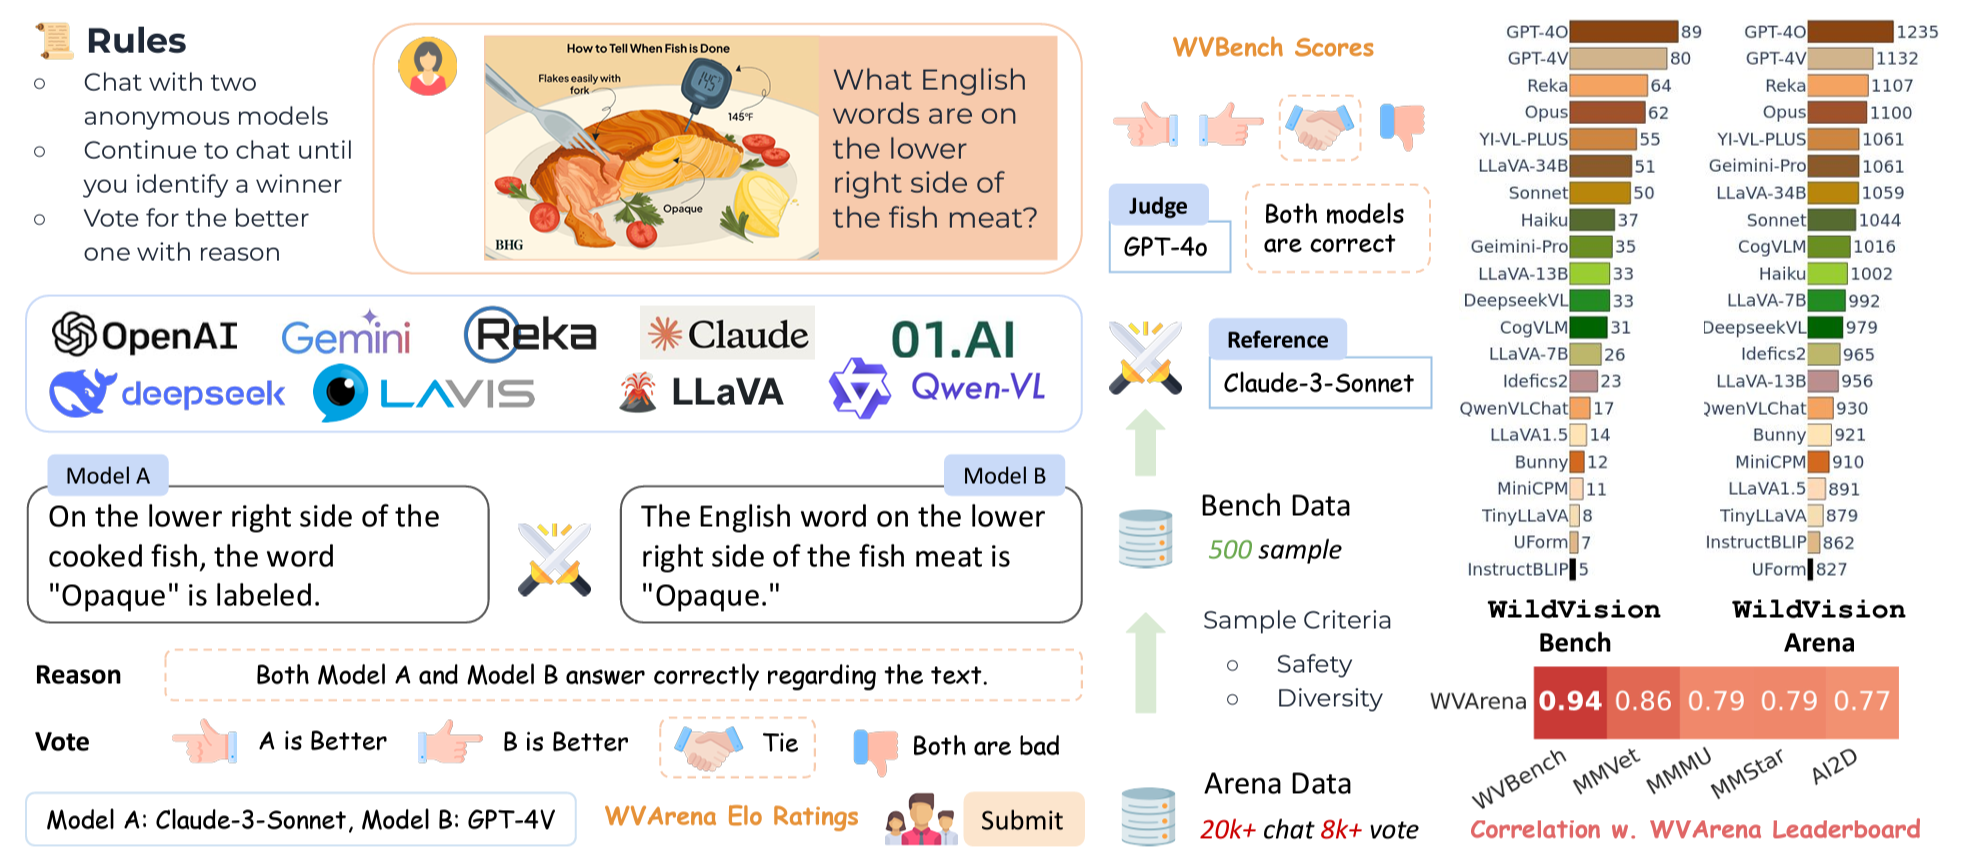 Rules
Chat with two
anonymous models
Continue to chat until
you identify a winner
Vote for the better
one with reason
How to Tell When Fish is Done
Flakes easily with
fork
145°F
145°F
Opaque
BHG
What English
words are on
the lower
right side of
the fish meat?
OpenAI
Gemini
Reka
Claude
01.AI
deepseek
LAVIS
LLaVA
Qwen-VL
Model A
On the lower right side of the
cooked fish, the word
"Opaque" is labeled.
Model B
The English word on the lower
right side of the fish meat is
"Opaque."
Reason
Both Model A and Model B answer correctly regarding the text.
Vote
A is Better
B is Better
Tie
Both are bad
Model A: Claude-3-Sonnet, Model B: GPT-4V
WVArena Elo Ratings
Submit
WVBench Scores
Judge
GPT-4o
Both models
are correct
Reference
Claude-3-Sonnet
Bench Data
500 sample
Sample Criteria
Safety
Diversity
Arena Data
20k+ chat 8k+ vote
GPT-4O 89
GPT-4V 80
Reka 64
Opus 62
YI-VL-PLUS 55
LLaVA-34B 51
Sonnet 50
Haiku 37
Geimini-Pro 35
LLaVA-13B 33
DeepseekVL 33
CogVLM 31
LLaVA-7B 26
Idefics2 23
QwenVLChat 17
LLaVA1.5 14
Bunny 12
MiniCPM 11
TinyLLaVA 8
UForm 7
InstructBLIP 5
WildVision
Bench
GPT-4O 1235
GPT-4V 1132
Reka 1107
Opus 1100
YI-VL-PLUS 1061
Geimini-Pro 1061
LLaVA-34B 1059
Sonnet 1044
CogVLM 1016
Haiku 1002
LLaVA-7B 992
DeepseekVL 979
Idefics2 965
LLaVA-13B 956
QwenVLChat 930
Bunny 921
MiniCPM 910
LLaVA1.5 891
TinyLLaVA 879
InstructBLIP 862
UForm 827
WildVision
Arena
WVArena 0.94 0.86 0.79 0.79 0.77
WVBench MMVet MMMU MMStar AI2D
Correlation w. WVArena Leaderboard